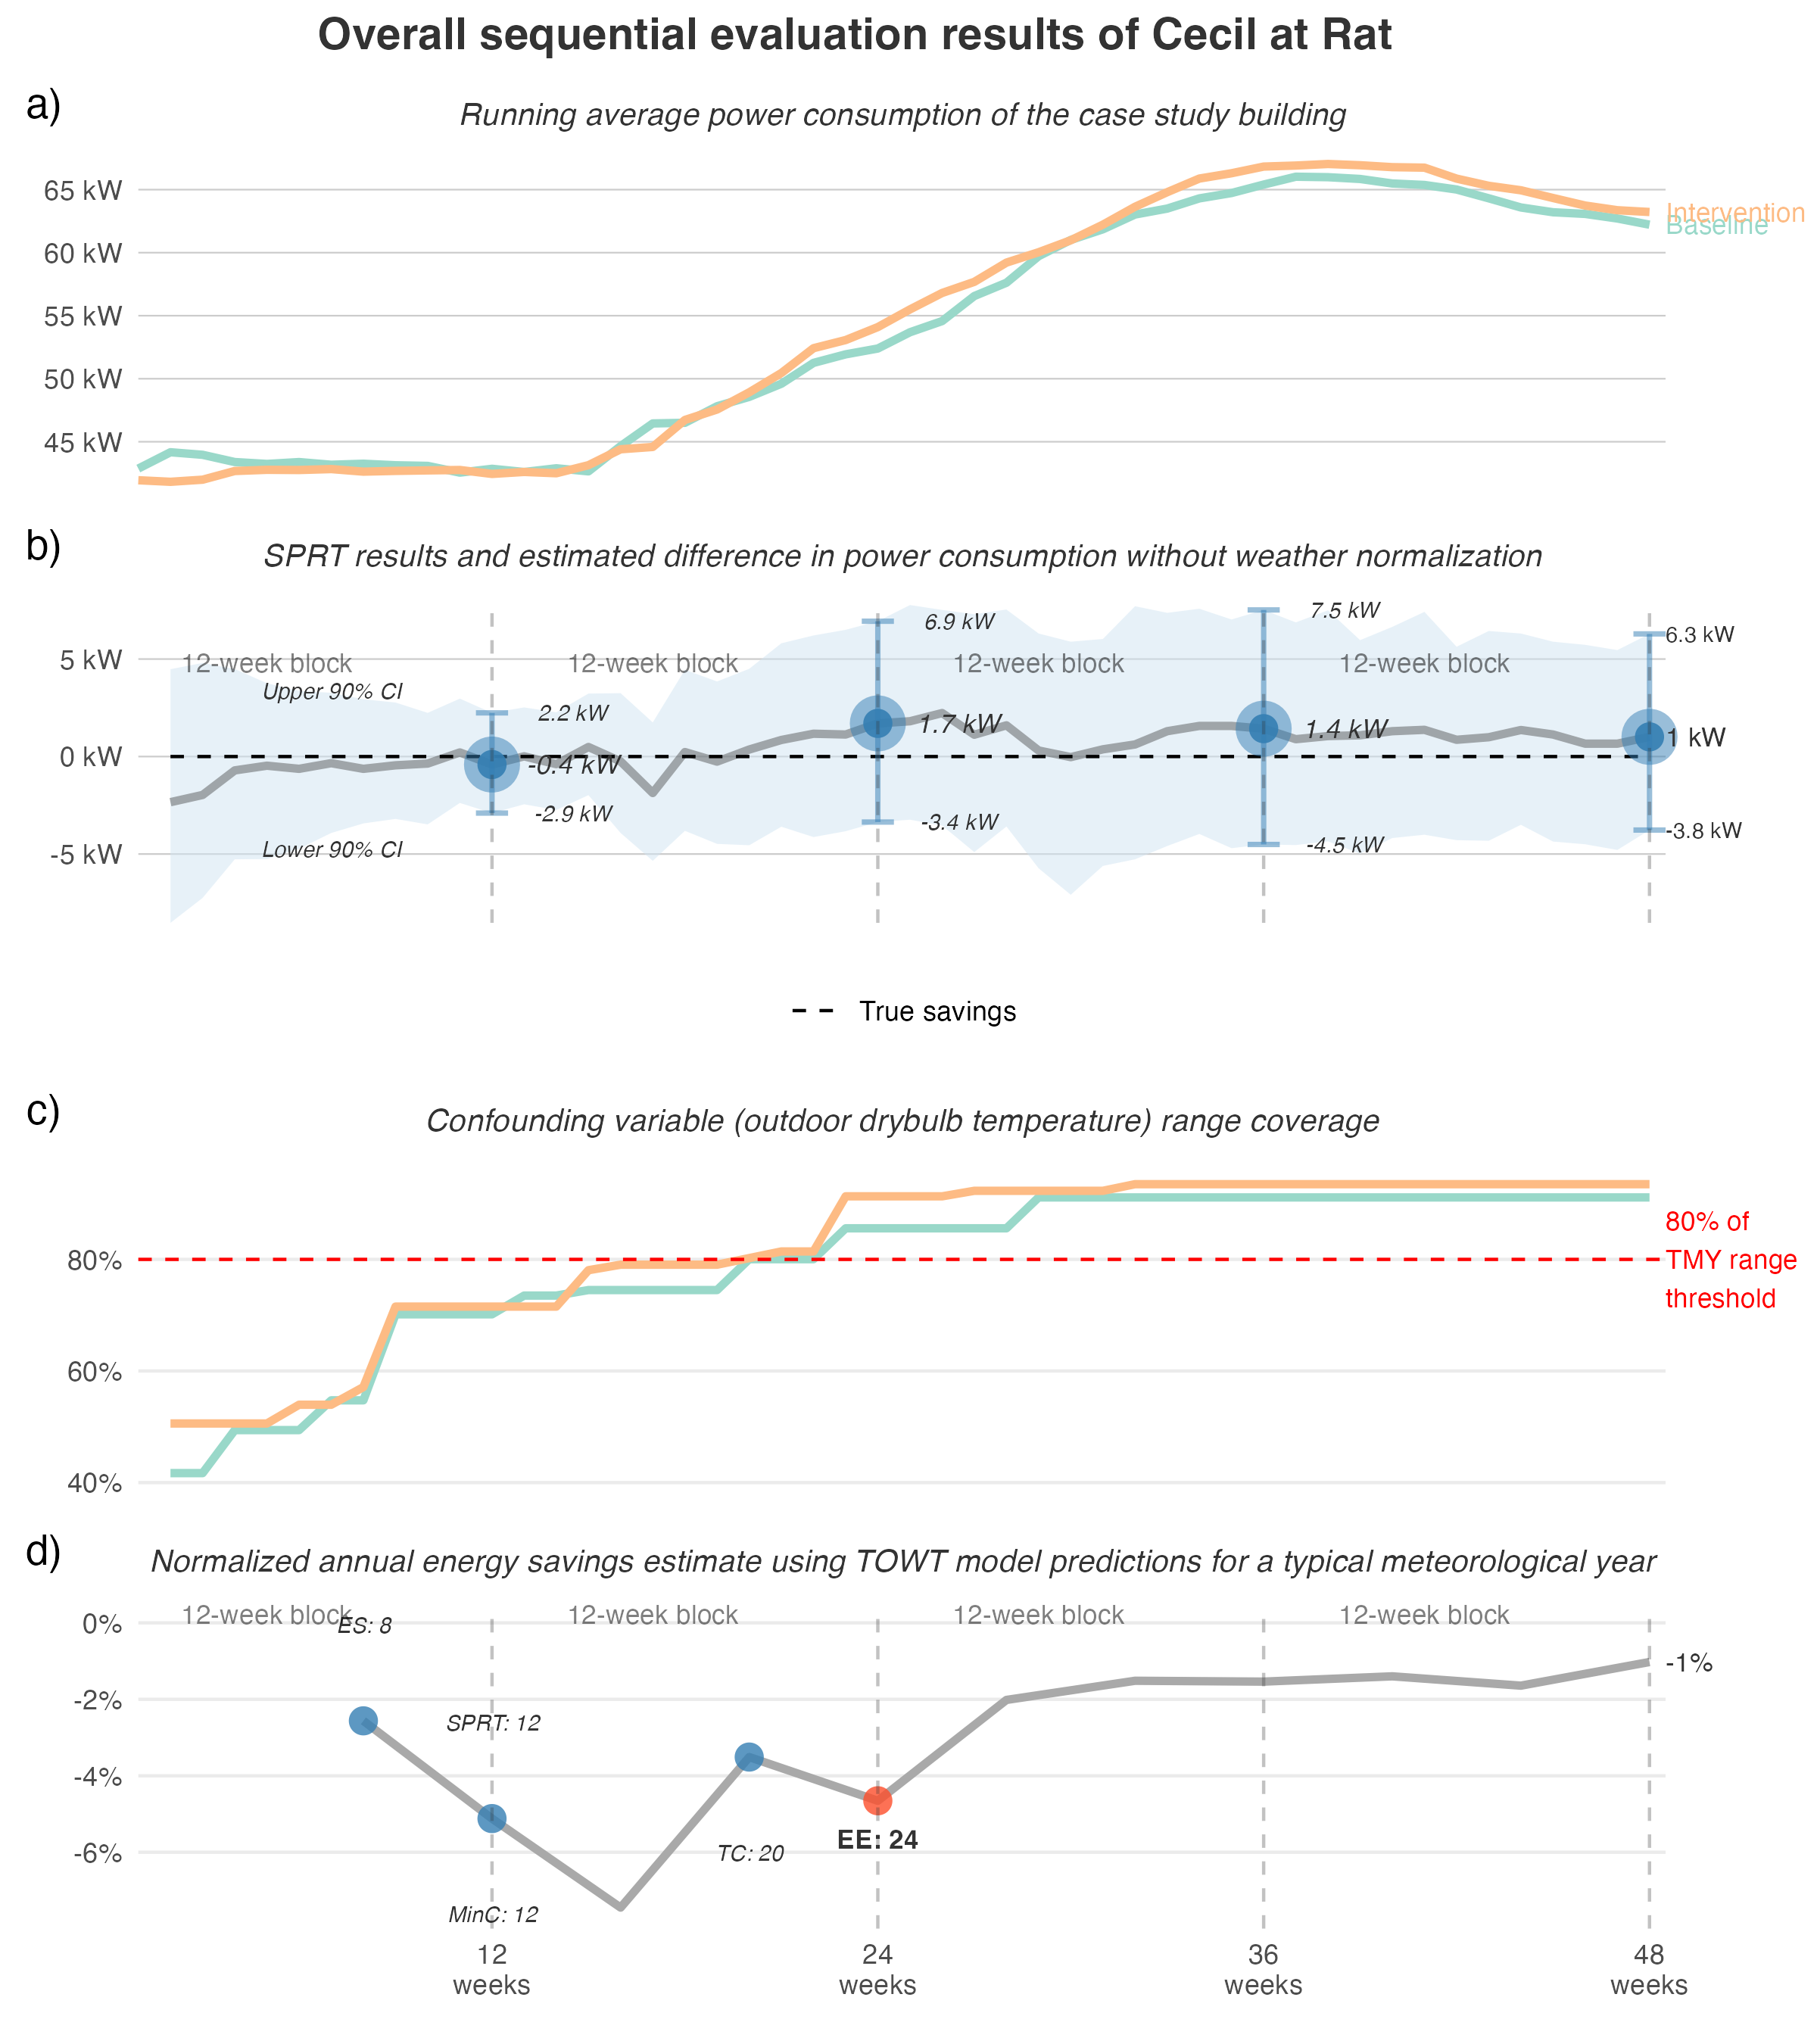 Overall sequential evaluation results of Cecil at Rat
a)
Running average power consumption of the case study building
65 kW
60 kW
55 kW
50 kW
45 kW
Intervention
Baseline
b)
SPRT results and estimated difference in power consumption without weather normalization
5 kW
0 kW
-5 kW
12-week block
12-week block
12-week block
12-week block
Upper 90% CI
Lower 90% CI
2.2 kW
-0.4 kW
-2.9 kW
6.9 kW
1.7 kW
-3.4 kW
7.5 kW
1.4 kW
-4.5 kW
6.3 kW
1 kW
-3.8 kW
True savings
c)
Confounding variable (outdoor drybulb temperature) range coverage
80%
60%
40%
80% of
TMY range
threshold
d)
Normalized annual energy savings estimate using TOWT model predictions for a typical meteorological year
0%
-2%
-4%
-6%
12-week block
12-week block
12-week block
12-week block
ES: 8
SPRT: 12
MinC: 12
TC: 20
EE: 24
-1%
12
weeks
24
weeks
36
weeks
48
weeks